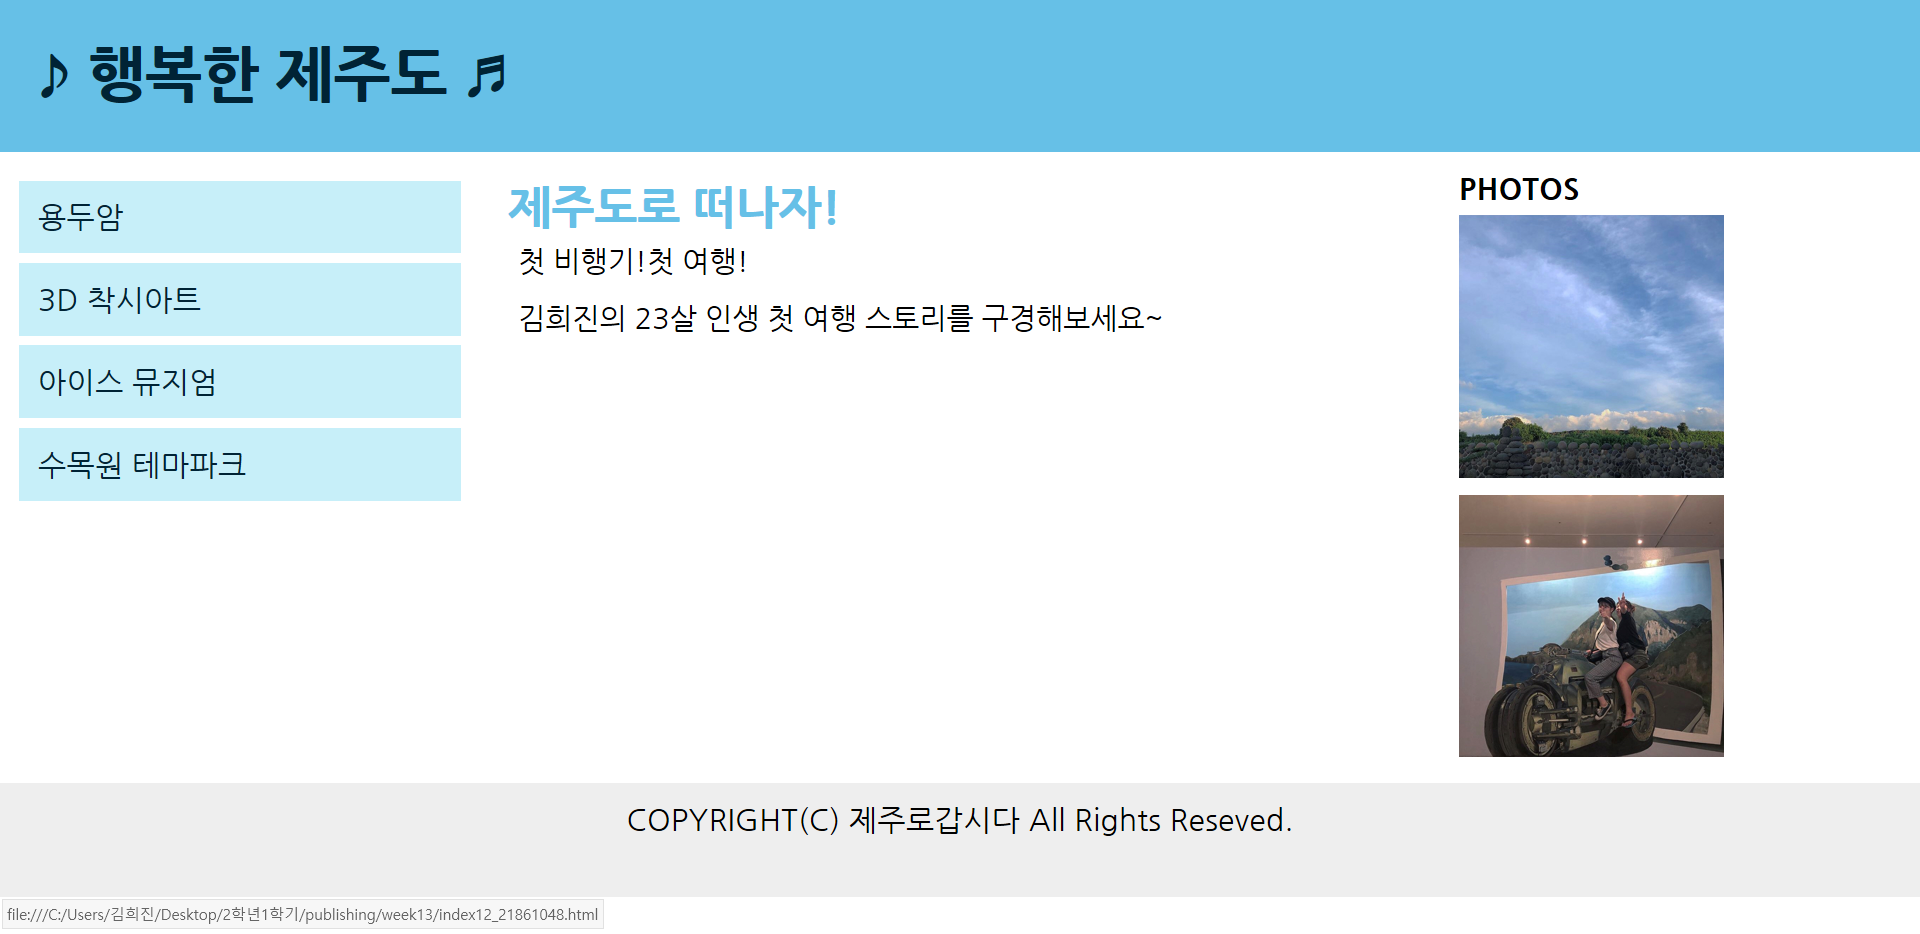 ♪ 행복한 제주도 ♬
용두암
3D 착시아트
아이스 뮤지엄
수목원 테마파크
제주도로 떠나자!
첫 비행기!첫 여행!
김희진의 23살 인생 첫 여행 스토리를 구경해보세요~
PHOTOS
COPYRIGHT(C) 제주로갑시다 All Rights Reseved.
file:///C:/Users/김희진/Desktop/2학년1학기/publishing/week13/index12_21861048.html